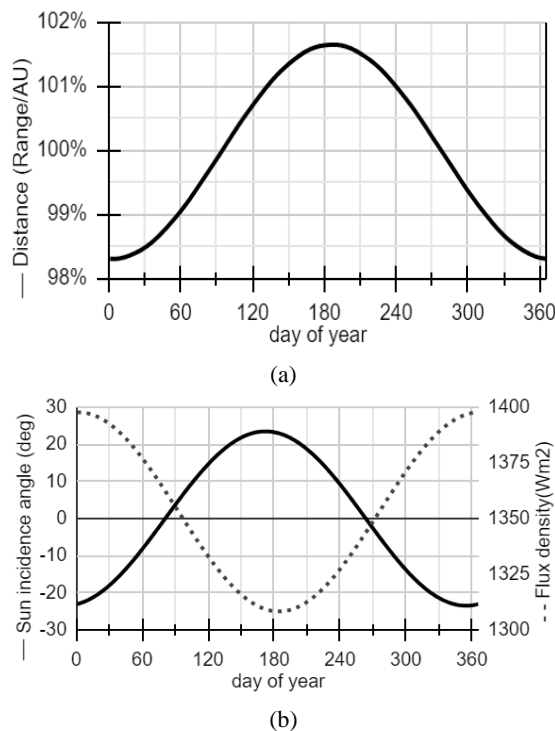 102%
101%
100%
99%
98%
— Distance (Range/AU)
0 60 120 180 240 300 360
day of year
(a)
30 1400
20
1375
10
0 1350
-10
1325
-20
-30 1300
— Sun incidence angle (deg)
- - Flux density(Wm2)
0 60 120 180 240 300 360
day of year
(b)